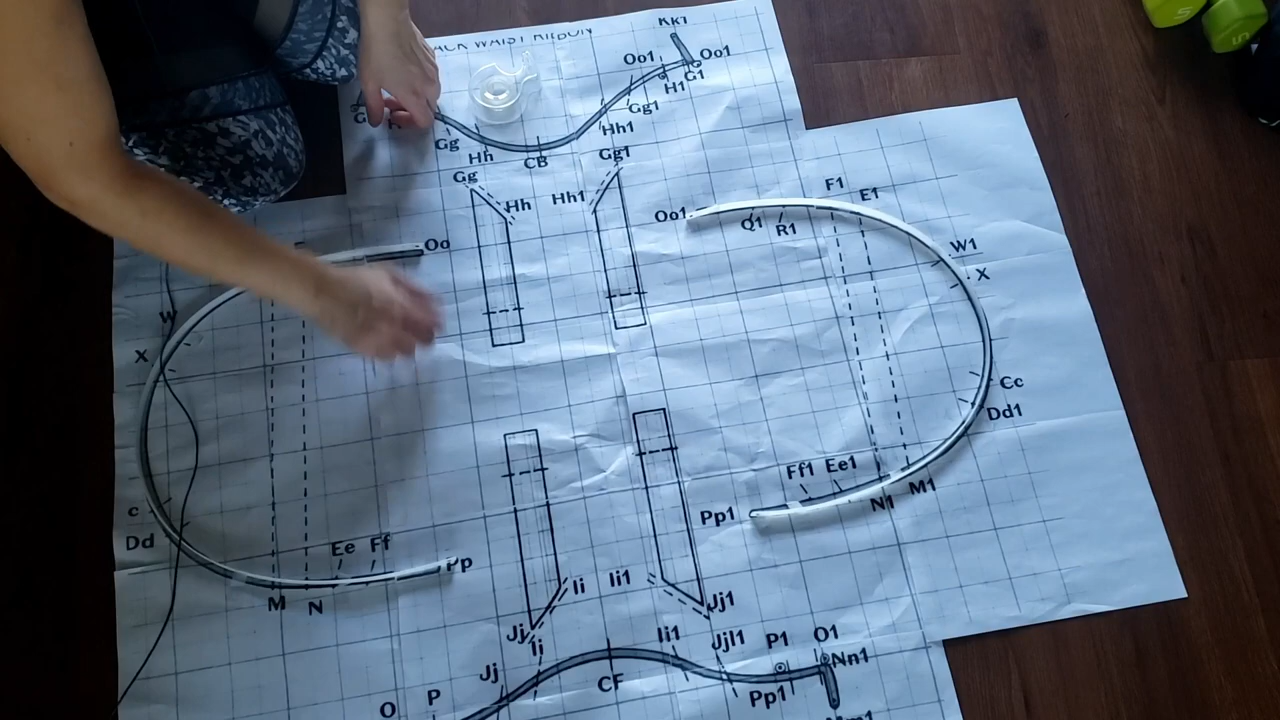 ACK WAIST RIBBON
Kk1
Oo1
Oo1
G1
H1
Gg1
Hh1
Gg
Hh
CB
Gg
Hh
Hh1
Gg1
Oo
Oo1
Q1
R1
F1
E1
W1
X
W
X
Cc
Dd1
c
Dd
M
N
Ee
Ff
Pp
Ff1
Ee1
Pp1
N1
M1
Ii
Jj
Ii1
Jj1
Ii
Jj
O
P
CF
Ii1
Jj1
P1
O1
Nn1
Pp1